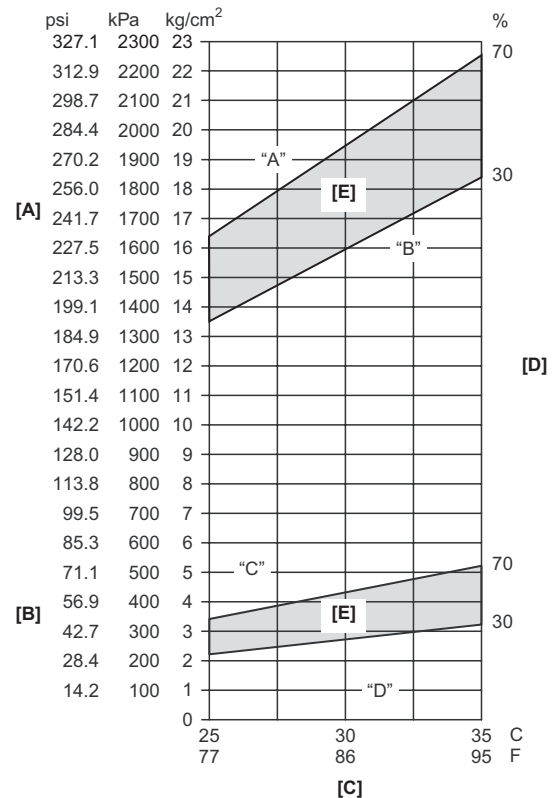 psi kPa kg/cm2
%
327.1 2300 23
70
312.9 2200 22
298.7 2100 21
284.4 2000 20
270.2 1900 19
“A”
256.0 1800 18
[E]
30
[A]
241.7 1700 17
227.5 1600 16
“B”
213.3 1500 15
199.1 1400 14
184.9 1300 13
170.6 1200 12
[D]
151.4 1100 11
142.2 1000 10
128.0 900 9
113.8 800 8
99.5 700 7
85.3 600 6
71.1 500 5
“C”
70
56.9 400 4
[B]
[E]
30
42.7 300 3
28.4 200 2
14.2 100 1
“D”
0
25 30 35 C
77 86 95 F
[C]